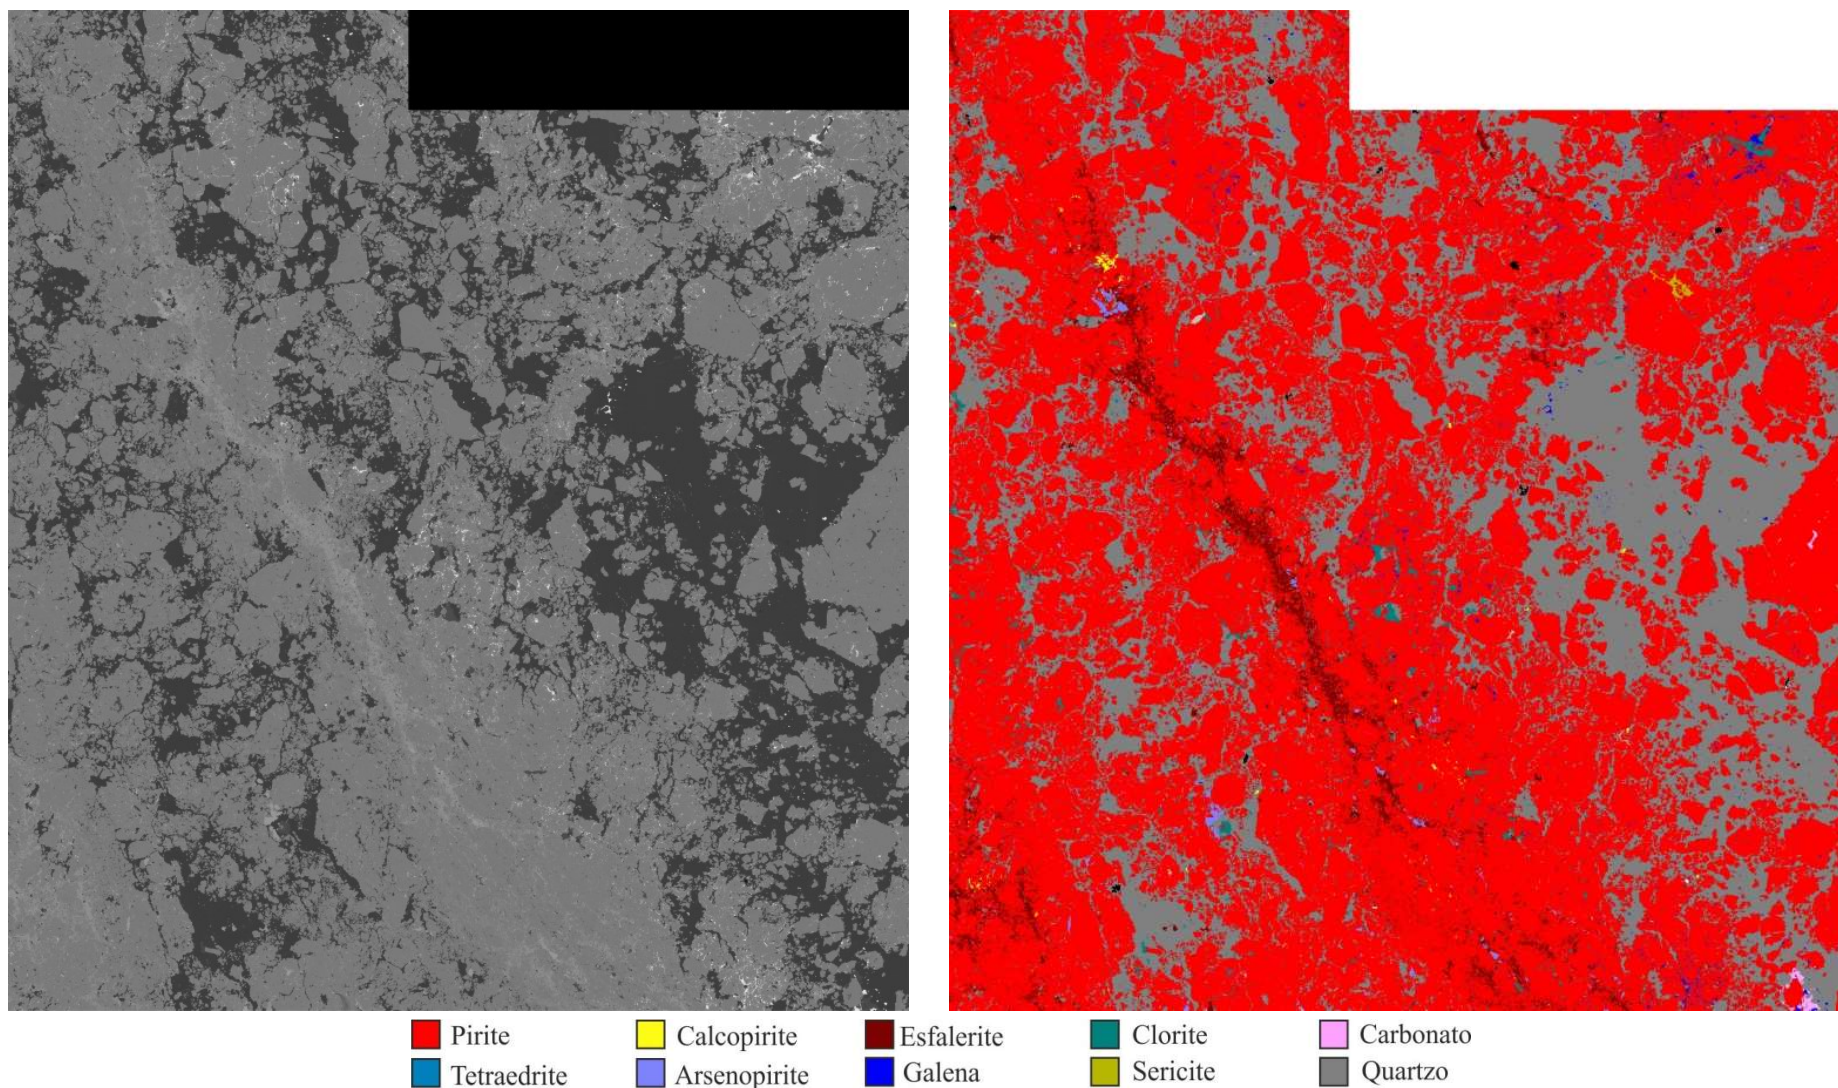 Pirite Calcopirite Esfalerite Clorite Carbonato
Tetraedrite Arsenopirite Galena Sericite Quartzo